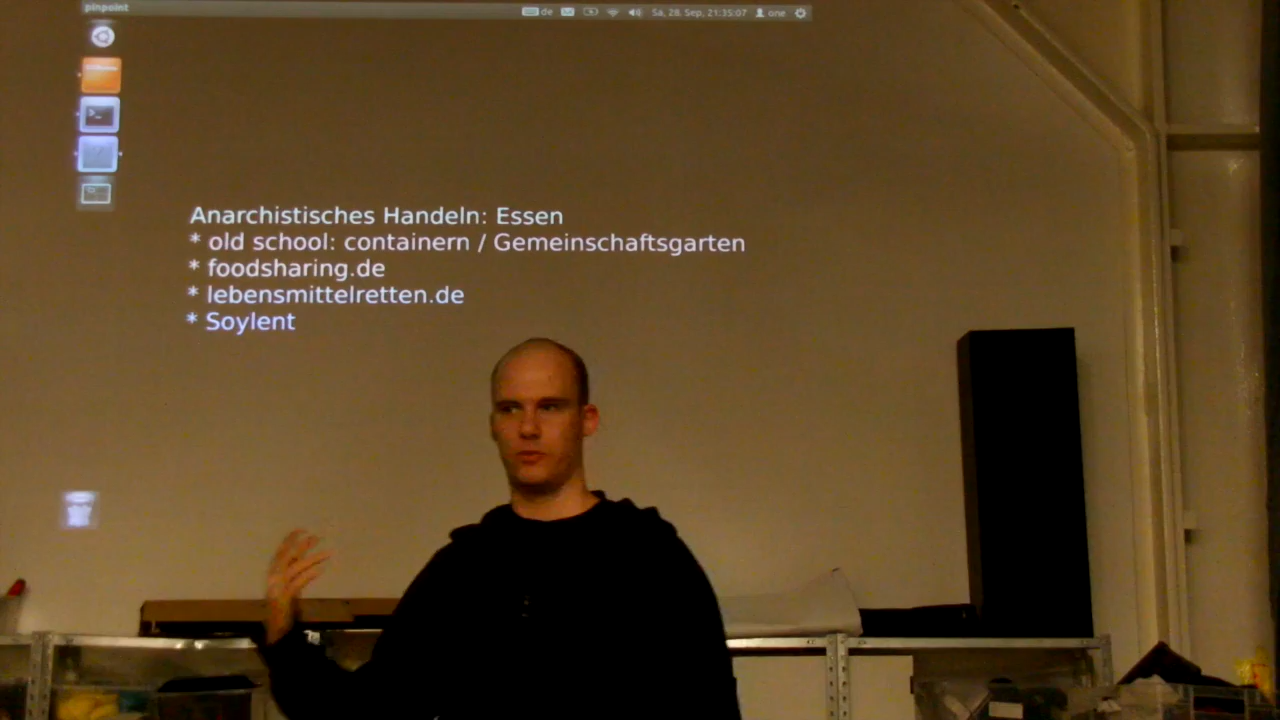 pinpoint
de Sa, 28. Sep, 21:35:07 one
Anarchistisches Handeln: Essen
* old school: containern / Gemeinschaftsgarten
* foodsharing.de
* lebensmittelretten.de
* Soylent